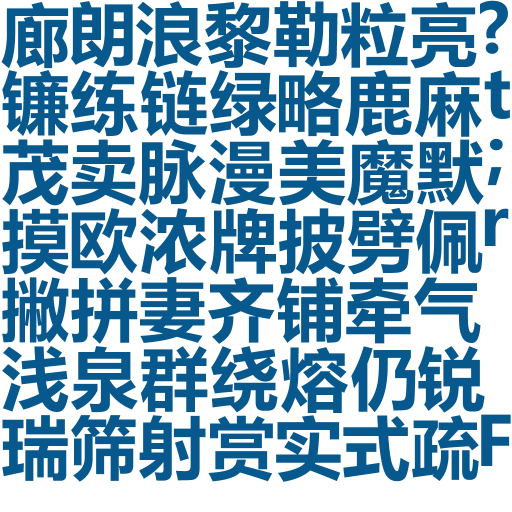 廊朗浪黎勒粒亮?
镰练链绿略鹿麻t
茂卖脉漫美魔默;
摸欧浓牌披劈佩r
撇拼妻齐铺牵气
浅泉群绕熔仍锐
瑞筛射赏实式疏F